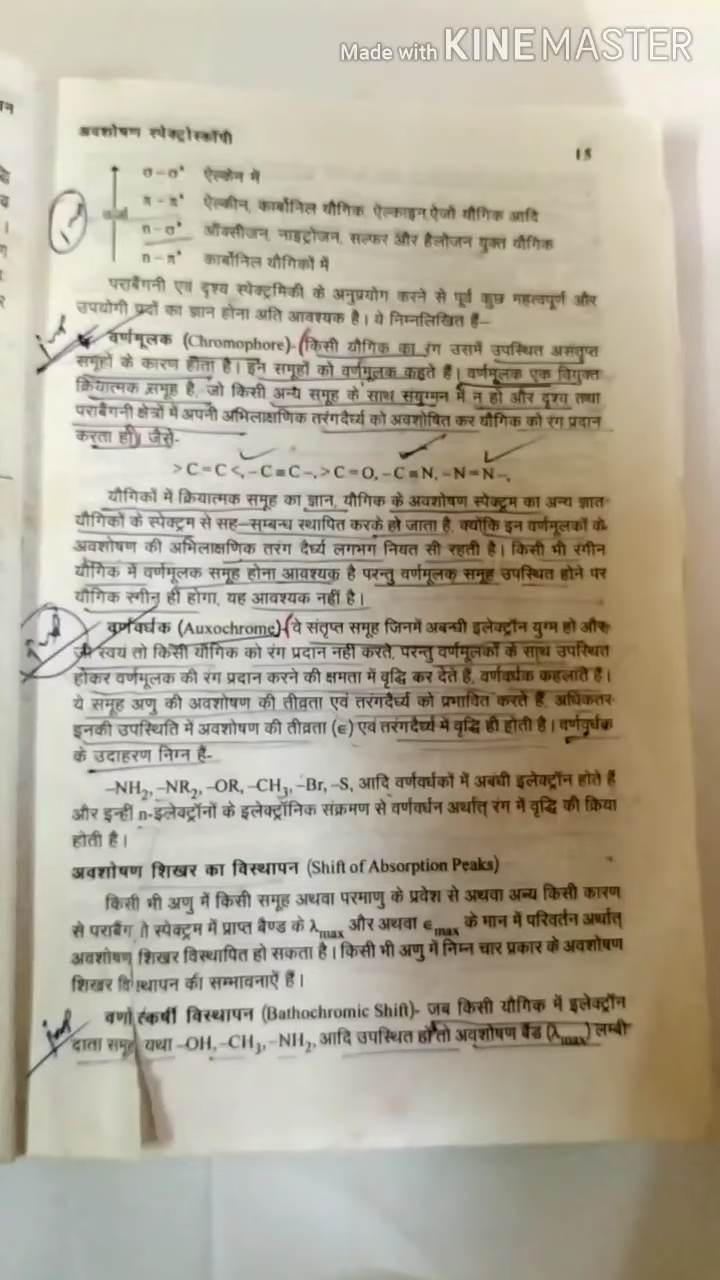 Made with KINEMASTER
अवशोषण स्पेक्ट्रोस्कॉपी
15
σ–σ* ऐल्केन में
π – π* ऐल्कीन, कार्बोनिल यौगिक ऐल्काइन,ऐजो यौगिक आदि
n – σ* ऑक्सीजन, नाइट्रोजन, सल्फर और हैलोजन युक्त यौगिक
n – π* कार्बोनिल यौगिकों में
पराबैंगनी एवं दृश्य स्पेक्ट्रमिकी के अनुप्रयोग करने से पूर्व कुछ महत्वपूर्ण और
उपयोगी पदों का ज्ञान होना अति आवश्यक है। ये निम्नलिखित हैं–
वर्णमूलक (Chromophore)- किसी यौगिक का रंग उसमें उपस्थित असंतृप्त
समूहों के कारण होता है। इन समूहों को वर्णमूलक कहते हैं। वर्णमूलक एक वियुक्त
क्रियात्मक समूह है, जो किसी अन्य समूह के साथ संयुग्मन में न हो और दृश्य तथा
पराबैंगनी क्षेत्रों में अपनी अभिलाक्षणिक तरंगदैर्घ्य को अवशोषित कर यौगिक को रंग प्रदान
करता हो। जैसे-
>C=C<, –C≡C–,>C=O, –C≡N, –N=N–,
यौगिकों में क्रियात्मक समूह का ज्ञान, यौगिक के अवशोषण स्पेक्ट्रम का अन्य ज्ञात
यौगिकों के स्पेक्ट्रम से सह–सम्बन्ध स्थापित करके हो जाता है, क्योंकि इन वर्णमूलकों के
अवशोषण की अभिलाक्षणिक तरंग दैर्घ्य लगभग नियत सी रहती है। किसी भी रंगीन
यौगिक में वर्णमूलक समूह होना आवश्यक है परन्तु वर्णमूलक समूह उपस्थित होने पर
यौगिक रंगीन ही होगा, यह आवश्यक नहीं है।
वर्णवर्धक (Auxochrome)- वे संतृप्त समूह जिनमें अबन्धी इलेक्ट्रॉन युग्म हो और
जो स्वयं तो किसी यौगिक को रंग प्रदान नहीं करते, परन्तु वर्णमूलकों के साथ उपस्थित
होकर वर्णमूलक की रंग प्रदान करने की क्षमता में वृद्धि कर देते हैं, वर्णवर्धक कहलाते हैं।
ये समूह अणु की अवशोषण की तीव्रता एवं तरंगदैर्घ्य को प्रभावित करते हैं, अधिकतर
इनकी उपस्थिति में अवशोषण की तीव्रता (ϵ) एवं तरंगदैर्घ्य में वृद्धि ही होती है। वर्णवर्धक
के उदाहरण निम्न हैं-
–NH₂, –NR₂, –OR, –CH₃, –Br, –S, आदि वर्णवर्धकों में अबंधी इलेक्ट्रॉन होते हैं
और इन्हीं n-इलेक्ट्रॉनों के इलेक्ट्रॉनिक संक्रमण से वर्णवर्धन अर्थात् रंग में वृद्धि की क्रिया
होती है।
अवशोषण शिखर का विस्थापन (Shift of Absorption Peaks)
किसी भी अणु में किसी समूह अथवा परमाणु के प्रवेश से अथवा अन्य किसी कारण
से स्पेक्ट्रम में प्राप्त बैण्ड के λmax और अथवा ϵmax के मान में परिवर्तन अर्थात्
अवशोषण शिखर विस्थापित हो सकता है। किसी भी अणु में निम्न चार प्रकार के अवशोषण
शिखर की सम्भावनाऐं हैं।
विस्थापन (Bathochromic Shift)- जब किसी यौगिक में इलेक्ट्रॉन
दाता समूह यथा –OH, –CH₃, –NH₂, आदि उपस्थित हो तो अवशोषण बैंड (λmax) लम्बी